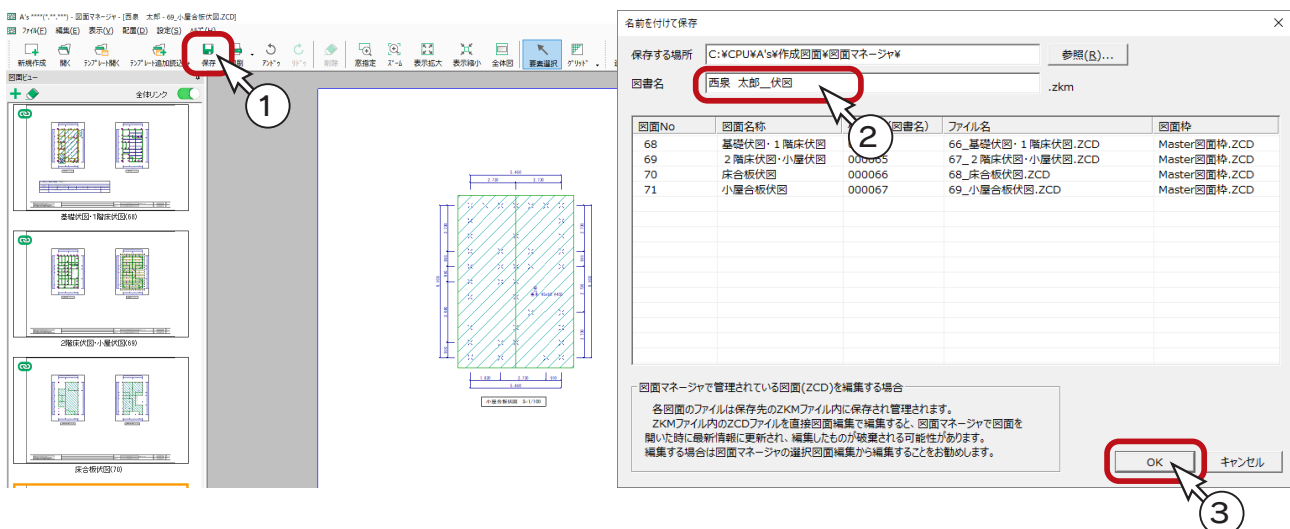 A's ****(*.**.***) - 図面マネージャ - [西泉 太郎 - 69_小屋合板伏図.ZCD]
ファイル(F) 編集(E) 表示(V) 配置(D) 設定(S) ヘルプ(H)
新規作成 開く テンプレート開く テンプレート追加読込 保存 印刷 アンドゥ リドゥ 削除 窓指定 ズーム 表示拡大 表示縮小 全体図 要素選択 グリッド
図面ビュー
全体リンク
1
基礎伏図・1階床伏図(68)
2階床伏図・小屋伏図(69)
床合板伏図(70)
5.460
2.730 2.730
1.820 2.730 910
5.460
小屋合板伏図 S=1/100
名前を付けて保存
保存する場所 C:¥CPU¥A's¥作成図面¥図面マネージャ¥ 参照(R)...
図書名 西泉 太郎__伏図 .zkm
2
図面No 図面名称 (図書名) ファイル名 図面枠
68 基礎伏図・1階床伏図 66_基礎伏図・1階床伏図.ZCD Master図面枠.ZCD
69 2階床伏図・小屋伏図 000065 67_2階床伏図・小屋伏図.ZCD Master図面枠.ZCD
70 床合板伏図 000066 68_床合板伏図.ZCD Master図面枠.ZCD
71 小屋合板伏図 000067 69_小屋合板伏図.ZCD Master図面枠.ZCD
図面マネージャで管理されている図面(ZCD)を編集する場合
各図面のファイルは保存先のZKMファイル内に保存され管理されます。
ZKMファイル内のZCDファイルを直接図面編集で編集すると、図面マネージャで図面を
開いた時に最新情報に更新され、編集したものが破棄される可能性があります。
編集する場合は図面マネージャの選択図面編集から編集することをお勧めします。
OK キャンセル
3